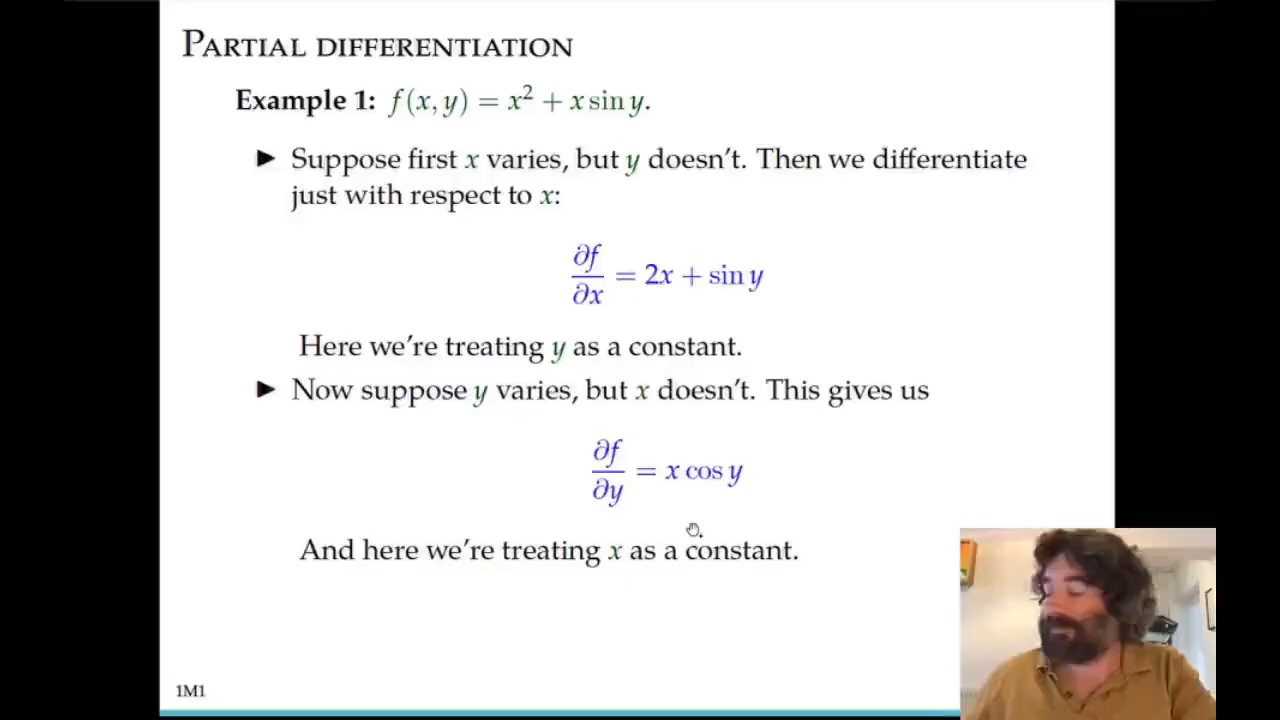 PARTIAL DIFFERENTIATION
Example 1: f(x, y) = x² + x sin y.
► Suppose first x varies, but y doesn't. Then we differentiate
just with respect to x:
∂f/∂x = 2x + sin y
Here we're treating y as a constant.
► Now suppose y varies, but x doesn't. This gives us
∂f/∂y = x cos y
And here we're treating x as a constant.
1M1